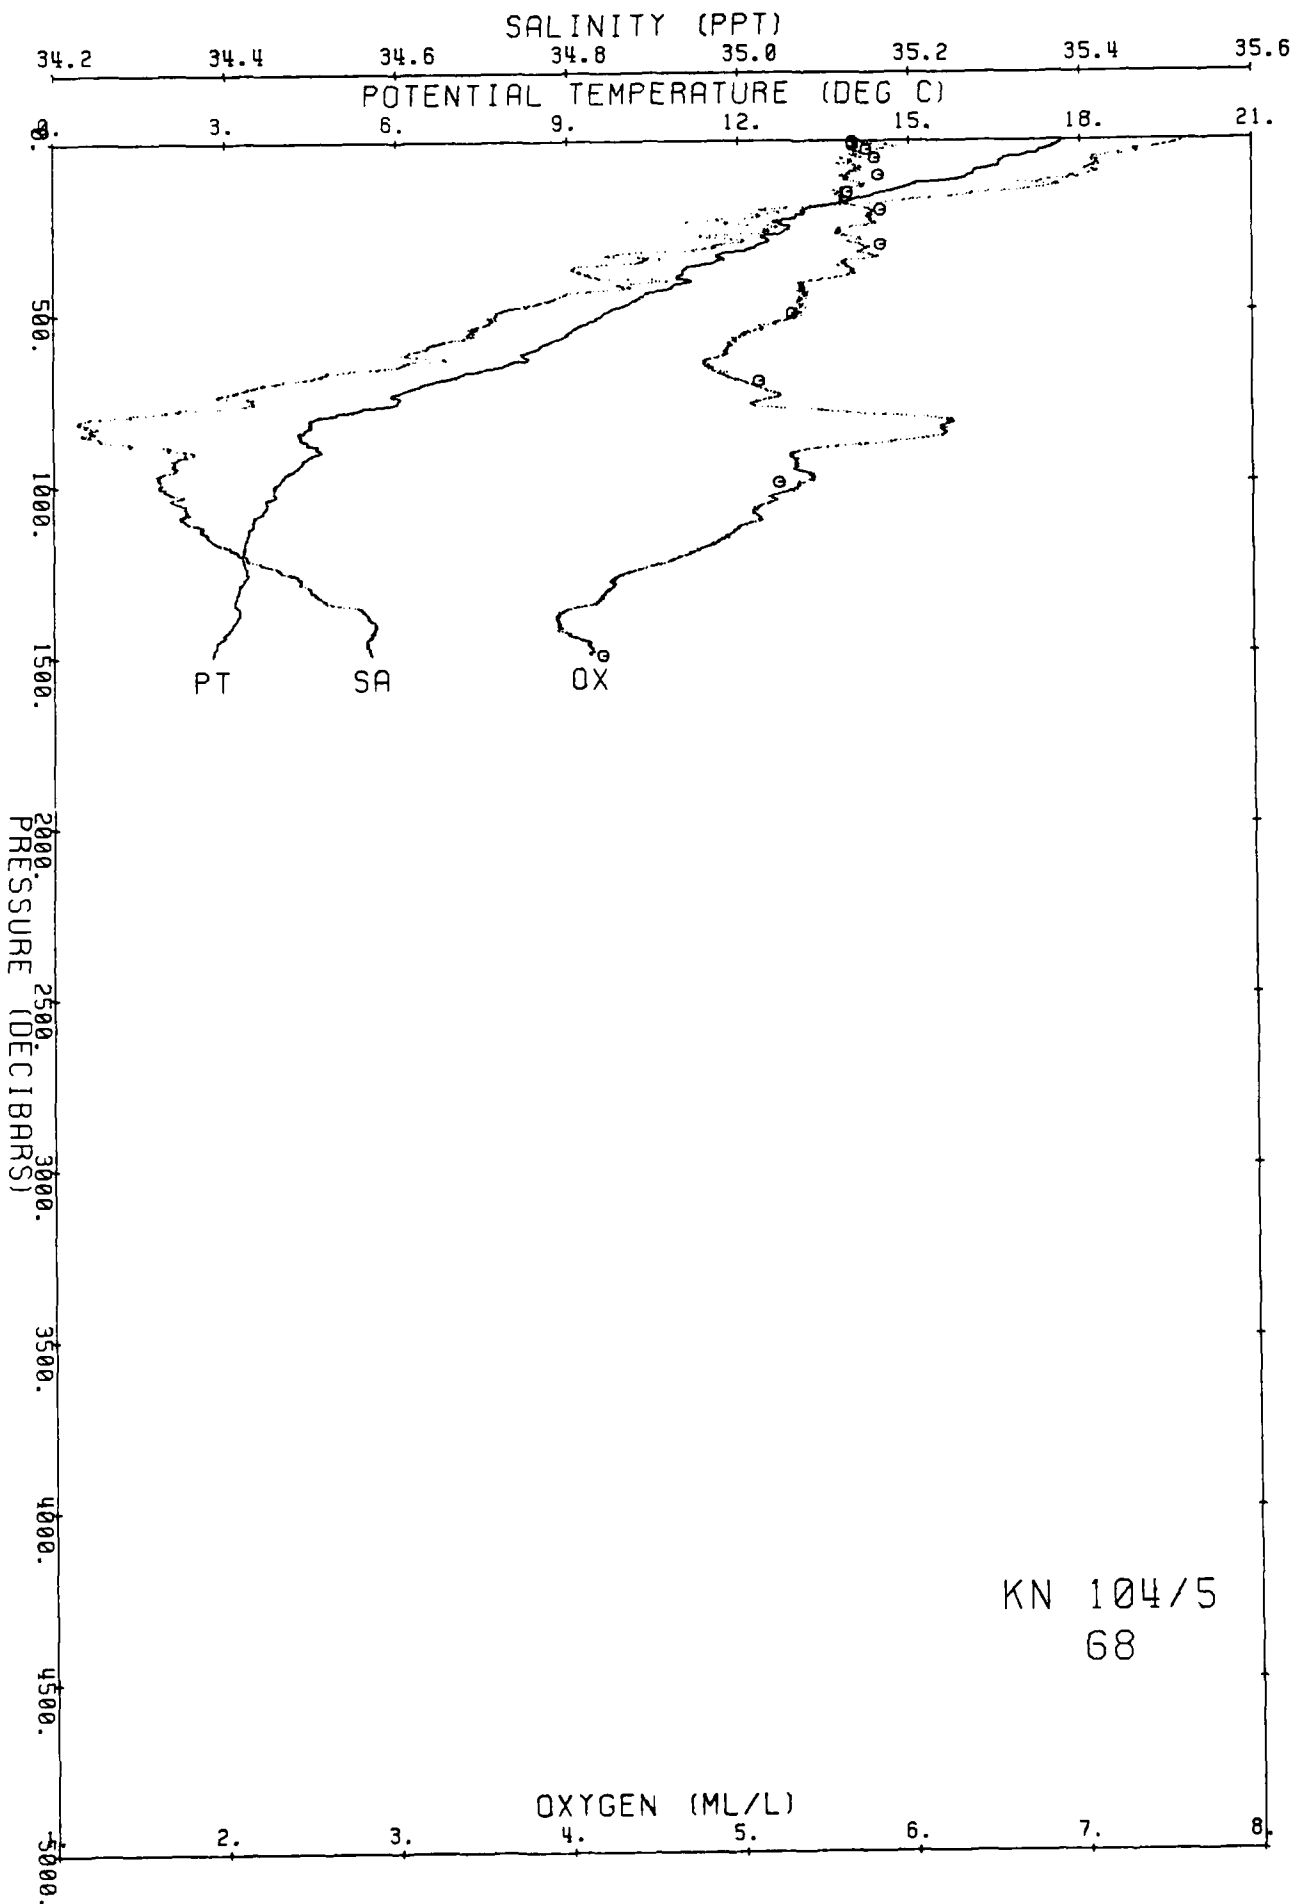 SALINITY (PPT)
34.2 34.4 34.6 34.8 35.0 35.2 35.4 35.6
POTENTIAL TEMPERATURE (DEG C)
0. 3. 6. 9. 12. 15. 18. 21.
0.
500.
1000.
1500.
PT SA OX
2000.
2500.
3000.
3500.
4000.
4500.
5000.
PRESSURE (DECIBARS)
KN 104/5
68
OXYGEN (ML/L)
1. 2. 3. 4. 5. 6. 7. 8.